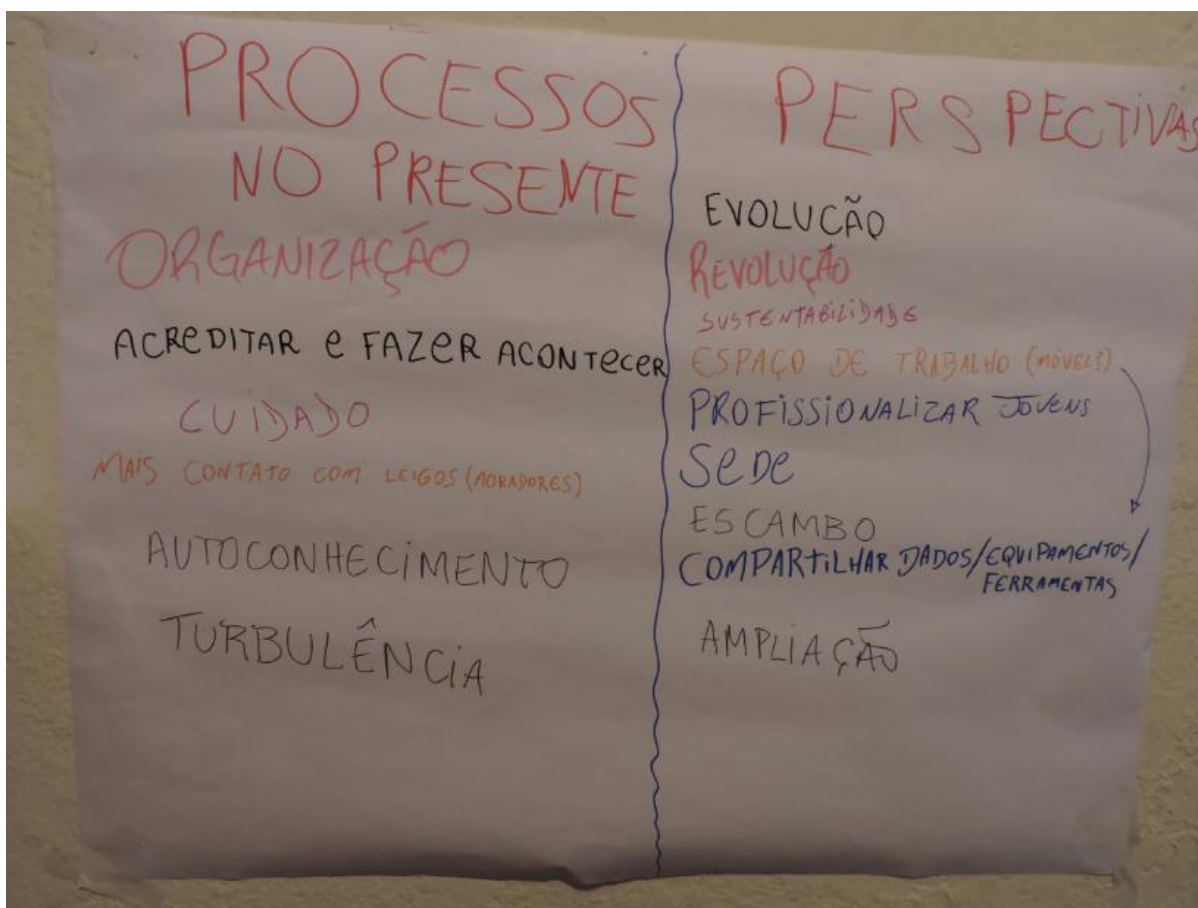 PROCESSOS
NO PRESENTE
ORGANIZAÇÃO
ACREDITAR e FAZER ACONTECER
CUIDADO
MAIS CONTATO COM LEIGOS (MORADORES)
AUTOCONHECIMENTO
TURBULÊNCIA
PERSPECTIVAS
EVOLUÇÃO
REVOLUÇÃO
SUSTENTABILIDADE
ESPAÇO DE TRABALHO (MÓVEL?)
PROFISSIONALIZAR JOVENS
SEDE
ESCAMBO
COMPARTILHAR DADOS/EQUIPAMENTOS/
FERRAMENTAS
AMPLIAÇÃO